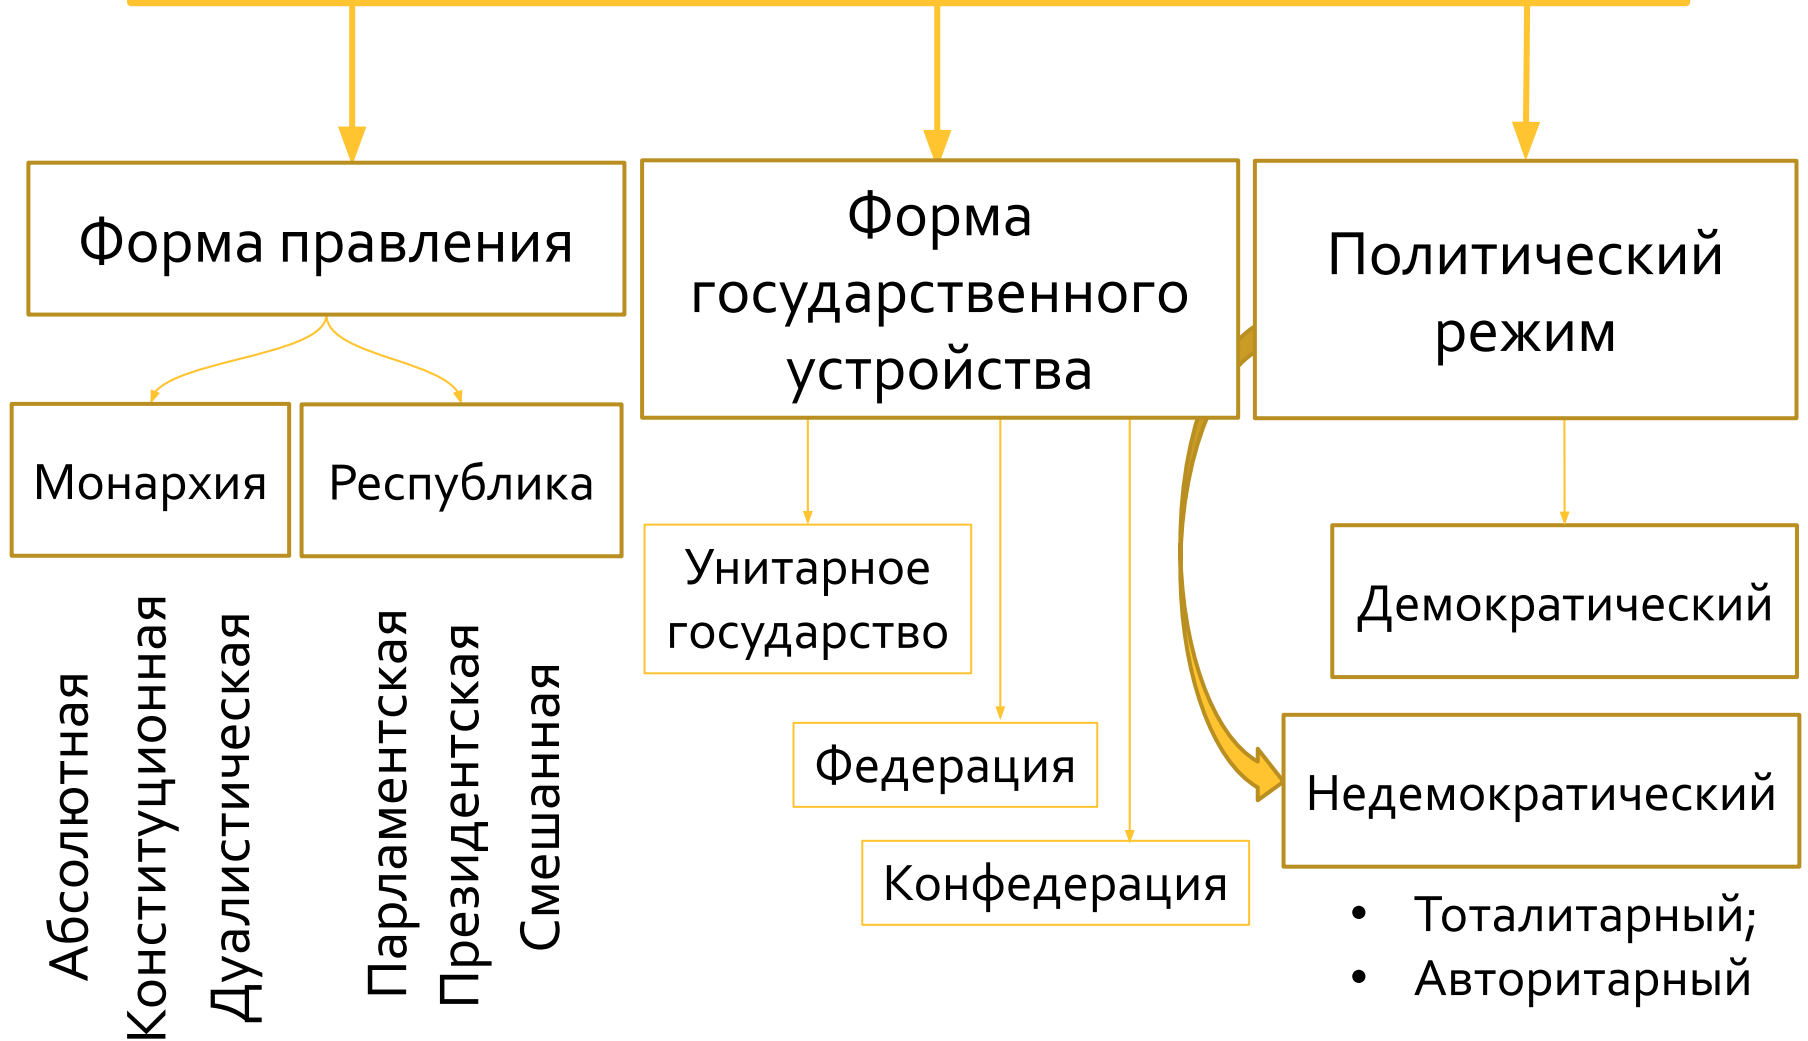 Форма правления
Форма
государственного
устройства
Политический
режим
Монархия
Республика
Абсолютная
Конституционная
Дуалистическая
Парламентская
Президентская
Смешанная
Унитарное
государство
Федерация
Конфедерация
Демократический
Недемократический
• Тоталитарный;
• Авторитарный